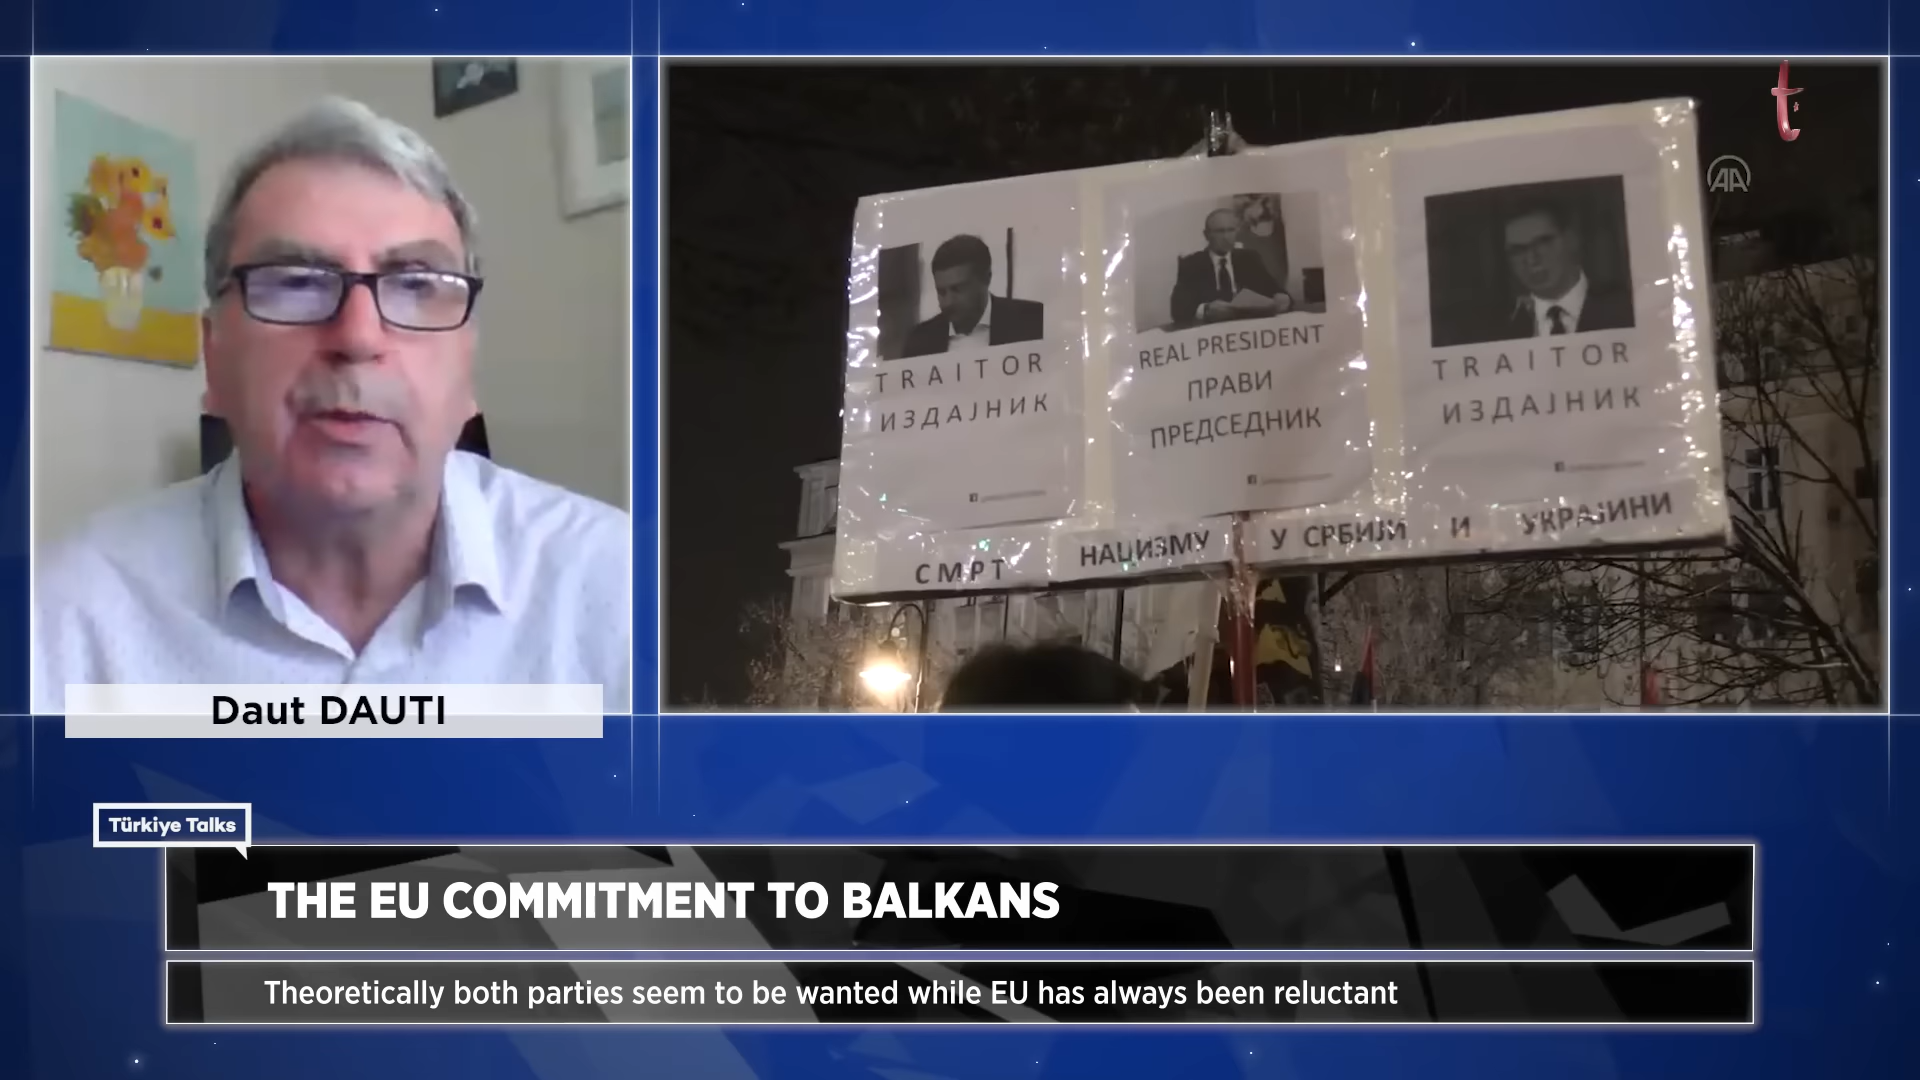 t
AA
TRAITOR
ИЗДАЈНИК
REAL PRESIDENT
ПРАВИ
ПРЕДСЕДНИК
TRAITOR
ИЗДАЈНИК
СМРТ НАЦИЗМУ У СРБИЈИ И УКРАЈИНИ
Daut DAUTI
Türkiye Talks
THE EU COMMITMENT TO BALKANS
Theoretically both parties seem to be wanted while EU has always been reluctant